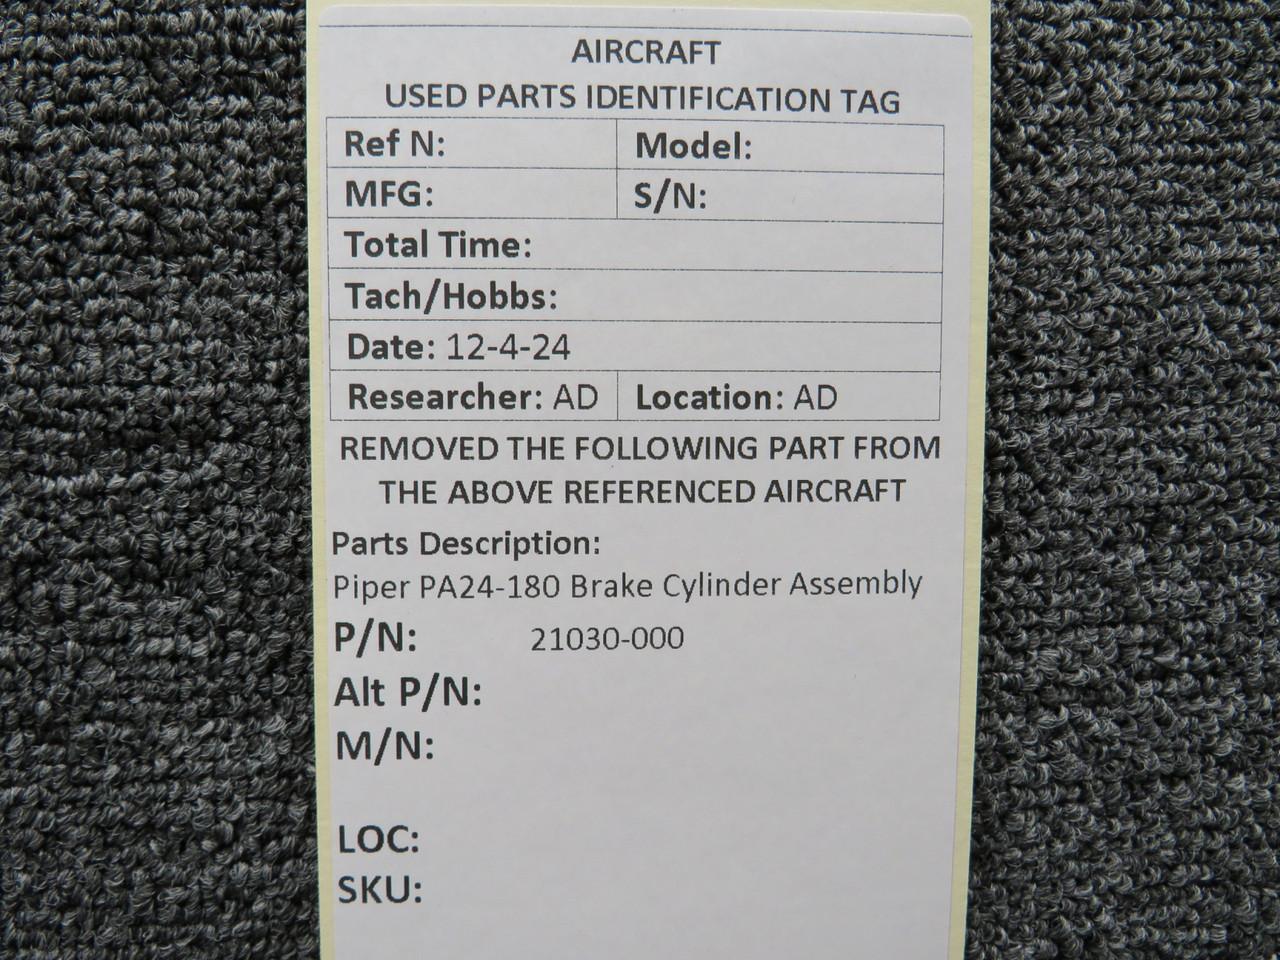 AIRCRAFT
USED PARTS IDENTIFICATION TAG
Ref N: Model:
MFG: S/N:
Total Time:
Tach/Hobbs:
Date: 12-4-24
Researcher: AD Location: AD
REMOVED THE FOLLOWING PART FROM
THE ABOVE REFERENCED AIRCRAFT
Parts Description:
Piper PA24-180 Brake Cylinder Assembly
P/N: 21030-000
Alt P/N:
M/N:
LOC:
SKU: